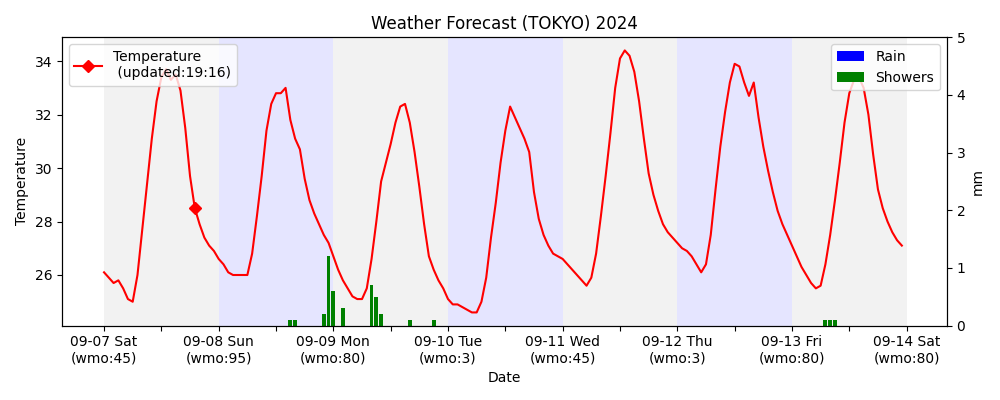 Weather Forecast (TOKYO) 2024
Temperature
(updated:19:16)
Rain
Showers
Temperature
34
32
30
28
26
5
4
3
2
1
0
mm
09-07 Sat
(wmo:45)
09-08 Sun
(wmo:95)
09-09 Mon
(wmo:80)
09-10 Tue
(wmo:3)
09-11 Wed
(wmo:45)
09-12 Thu
(wmo:3)
09-13 Fri
(wmo:80)
09-14 Sat
(wmo:80)
Date